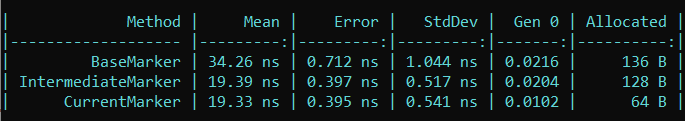 |             Method |     Mean |    Error |   StdDev |  Gen 0 | Allocated |
|------------------- |---------:|---------:|---------:|-------:|----------:|
|         BaseMarker | 34.26 ns | 0.712 ns | 1.044 ns | 0.0216 |     136 B |
| IntermediateMarker | 19.39 ns | 0.397 ns | 0.517 ns | 0.0204 |     128 B |
|      CurrentMarker | 19.33 ns | 0.395 ns | 0.541 ns | 0.0102 |      64 B |